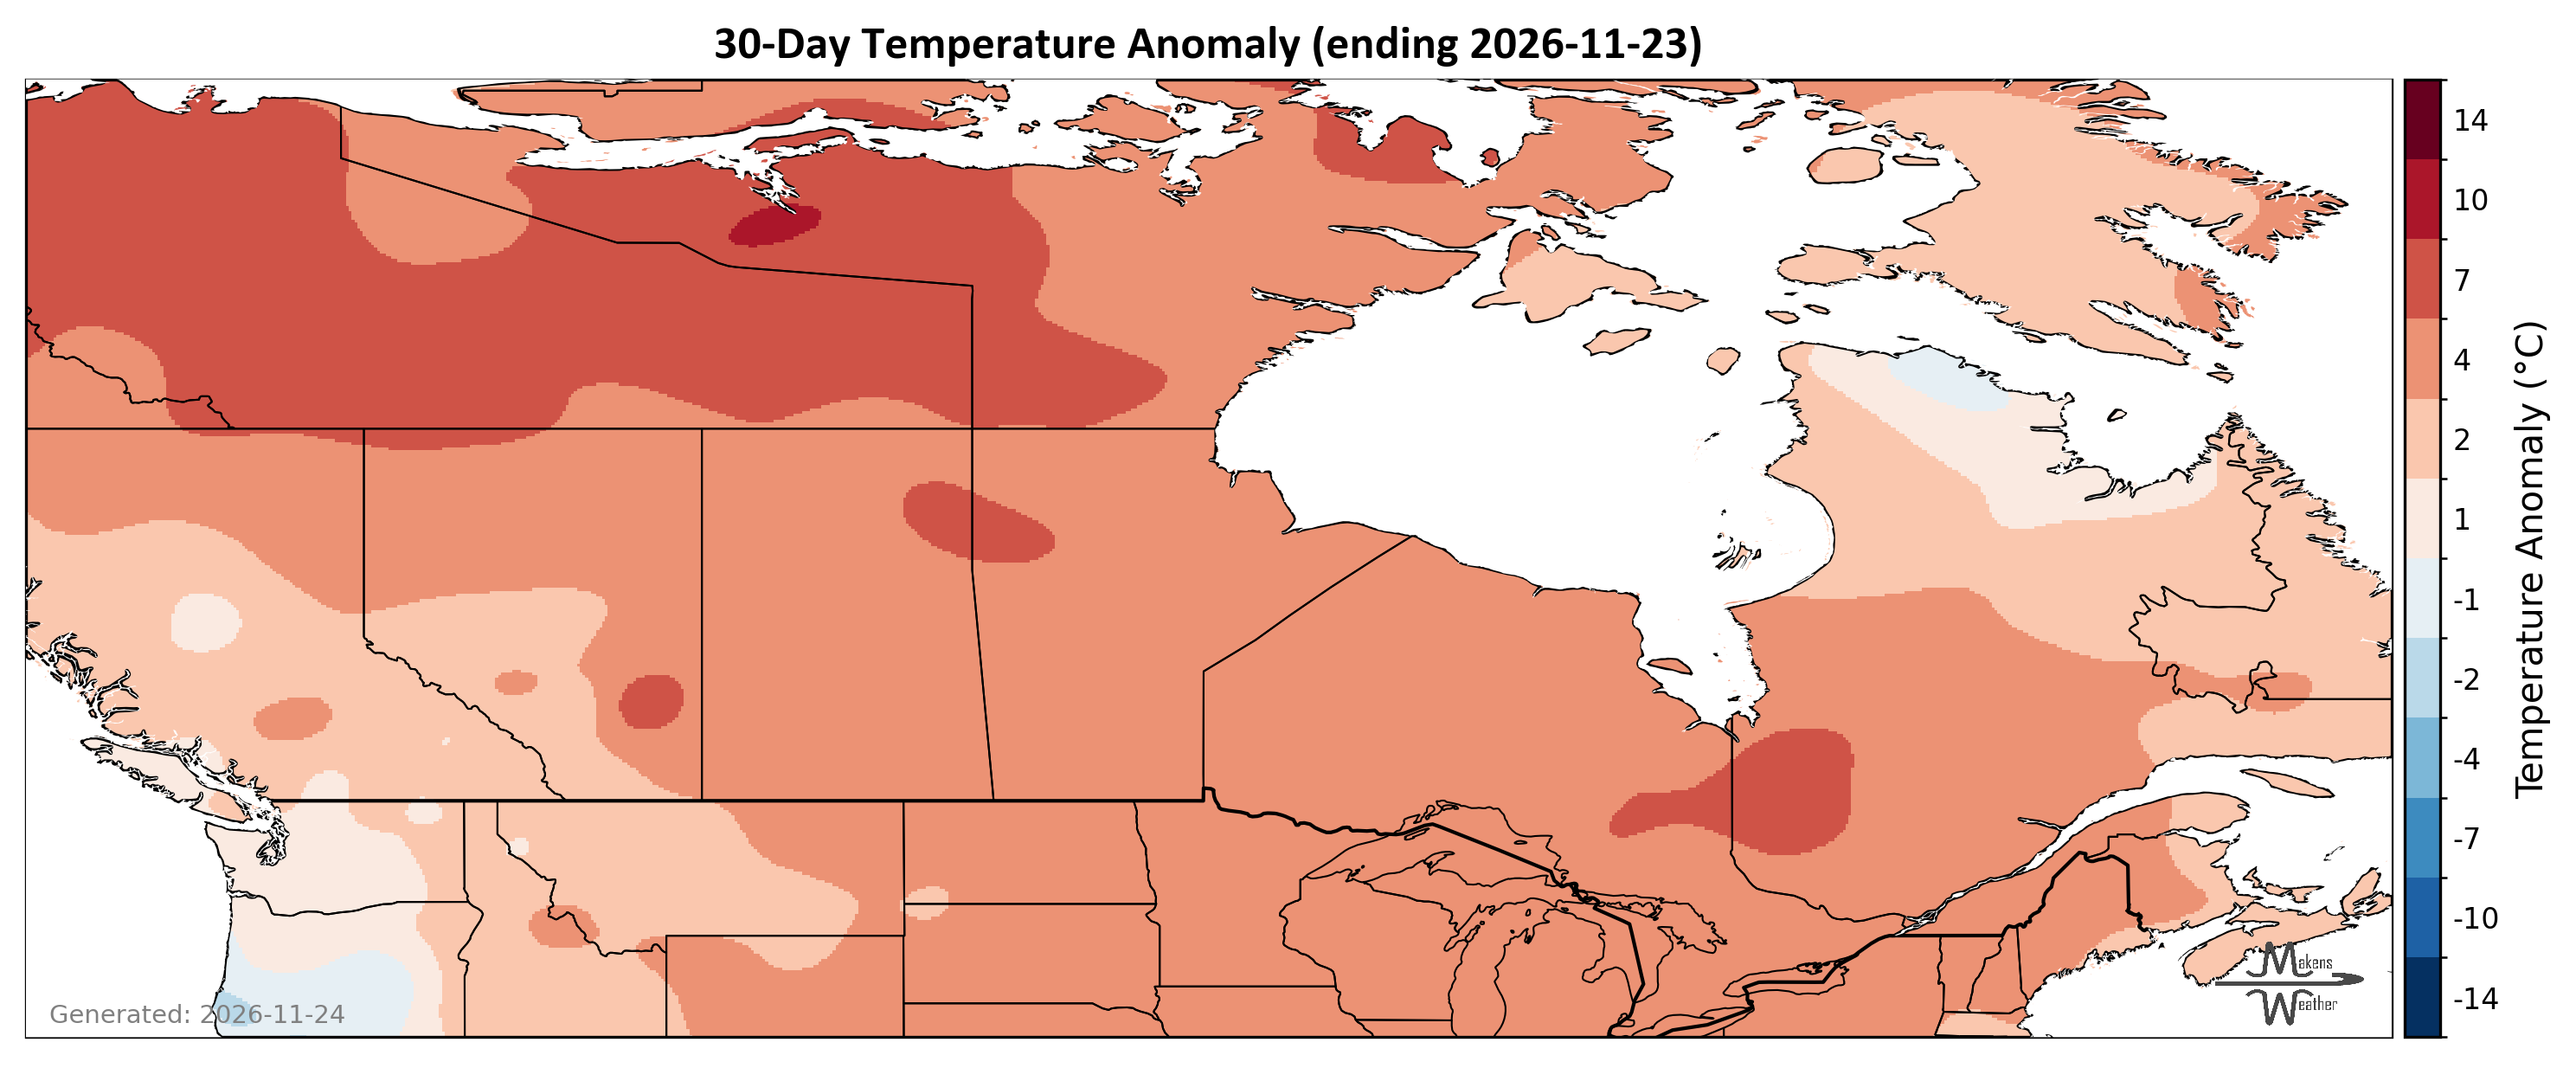 30-Day Temperature Anomaly (ending 2026-11-23)
14
10
7
4
2
1
-1
-2
-4
-7
-10
-14
Temperature Anomaly (°C)
Generated: 2026-11-24
Makens
Weather